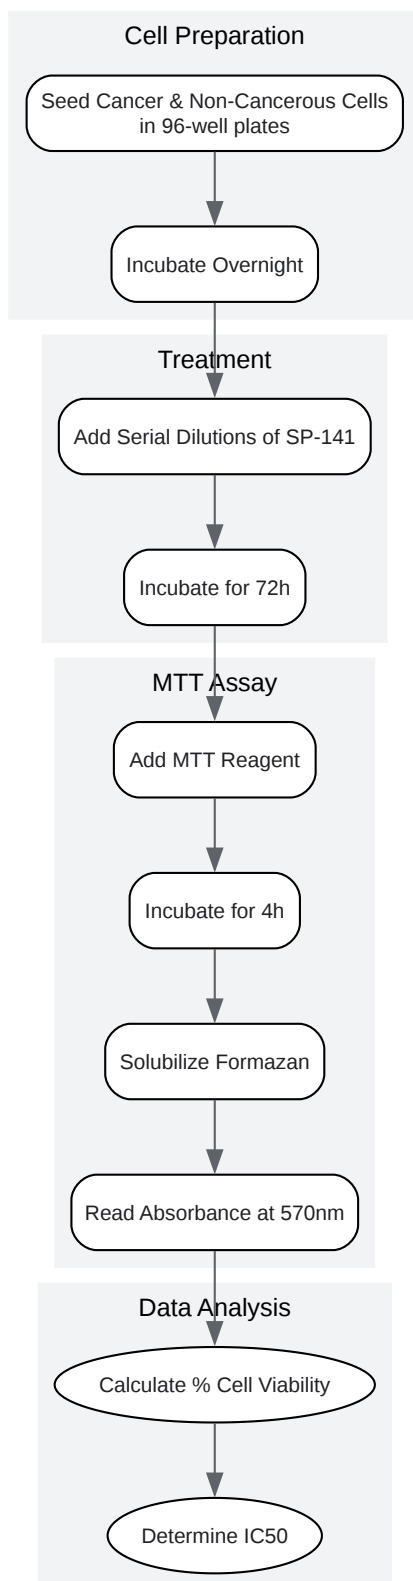 Cell Preparation
Seed Cancer & Non-Cancerous Cells
in 96-well plates
Incubate Overnight
Treatment
Add Serial Dilutions of SP-141
Incubate for 72h
MTT Assay
Add MTT Reagent
Incubate for 4h
Solubilize Formazan
Read Absorbance at 570nm
Data Analysis
Calculate % Cell Viability
Determine IC50